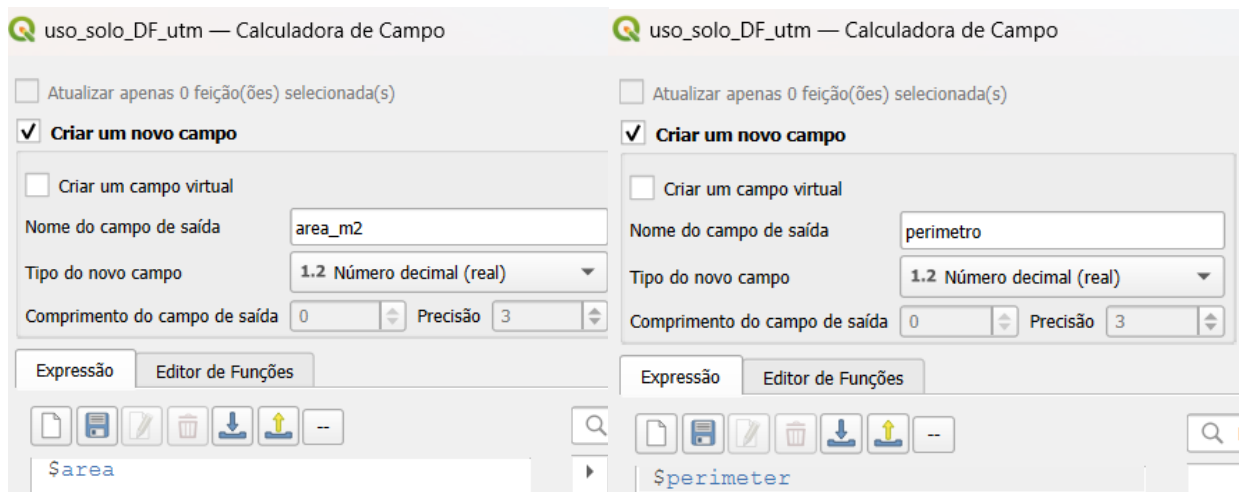 uso_solo_DF_utm — Calculadora de Campo
Atualizar apenas 0 feição(ões) selecionada(s)
Criar um novo campo
Criar um campo virtual
Nome do campo de saída area_m2
Tipo do novo campo 1.2 Número decimal (real)
Comprimento do campo de saída 0 Precisão 3
Expressão Editor de Funções
--
$area
uso_solo_DF_utm — Calculadora de Campo
Atualizar apenas 0 feição(ões) selecionada(s)
Criar um novo campo
Criar um campo virtual
Nome do campo de saída perimetro
Tipo do novo campo 1.2 Número decimal (real)
Comprimento do campo de saída 0 Precisão 3
Expressão Editor de Funções
--
$perimeter